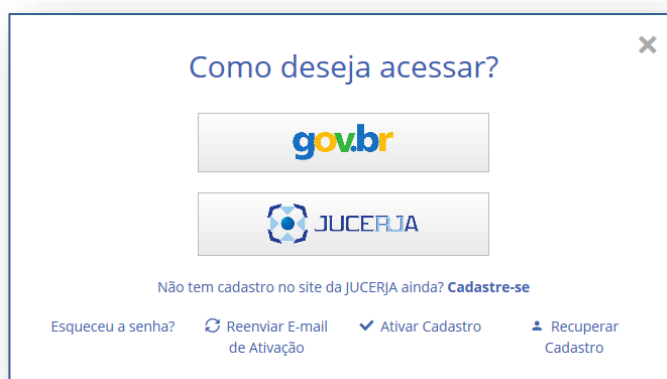 Como deseja acessar?
gov.br
JUCERJA
Não tem cadastro no site da JUCERJA ainda? Cadastre-se
Esqueceu a senha? Reenviar E-mail de Ativação Ativar Cadastro Recuperar Cadastro